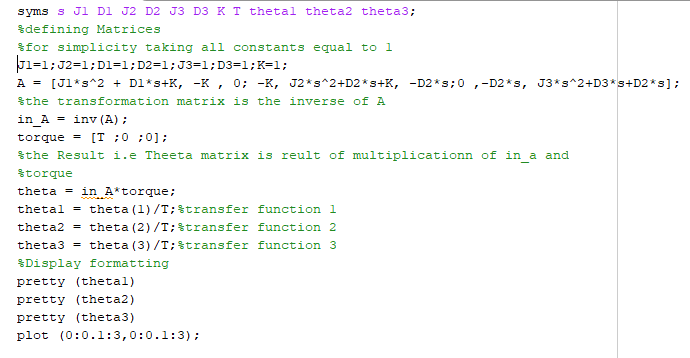 syms s J1 D1 J2 D2 J3 D3 K T theta1 theta2 theta3;
%defining Matrices
%for simplicity taking all constants equal to 1
J1=1;J2=1;D1=1;D2=1;J3=1;D3=1;K=1;
A = [J1*s^2 + D1*s+K, -K , 0; -K, J2*s^2+D2*s+K, -D2*s;0 ,-D2*s, J3*s^2+D3*s+D2*s];
%the transformation matrix is the inverse of A
in_A = inv(A);
torque = [T ;0 ;0];
%the Result i.e Theeta matrix is reult of multiplicationn of in_a and
%torque
theta = in_A*torque;
theta1 = theta(1)/T;%transfer function 1
theta2 = theta(2)/T;%transfer function 2
theta3 = theta(3)/T;%transfer function 3
%Display formatting
pretty (theta1)
pretty (theta2)
pretty (theta3)
plot (0:0.1:3,0:0.1:3);